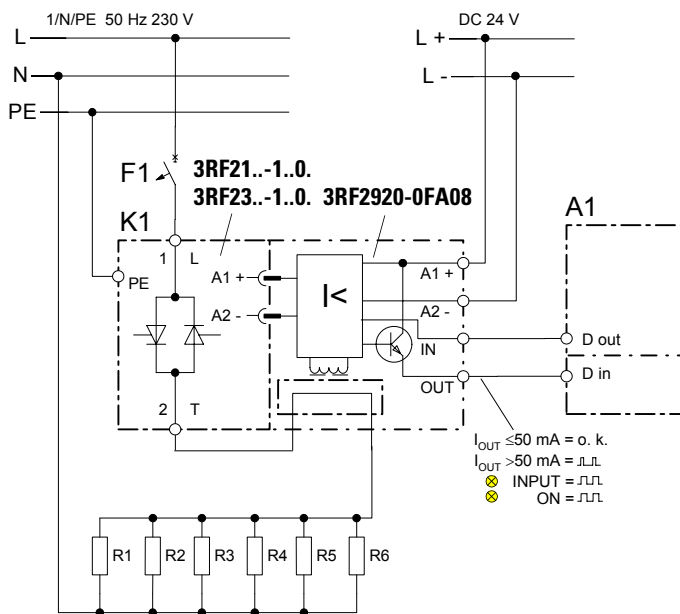 1/N/PE 50 Hz 230 V
DC 24 V
L
L +
N
L -
PE
F1
3RF21..-1..0.
3RF23..-1..0. 3RF2920-0FA08
K1
A1
1 L
PE
A1 +
A2 -
I<
A1 +
A2 -
IN
D out
OUT
D in
2 T
IOUT ≤50 mA = o. k.
IOUT >50 mA =
INPUT =
ON =
R1 R2 R3 R4 R5 R6